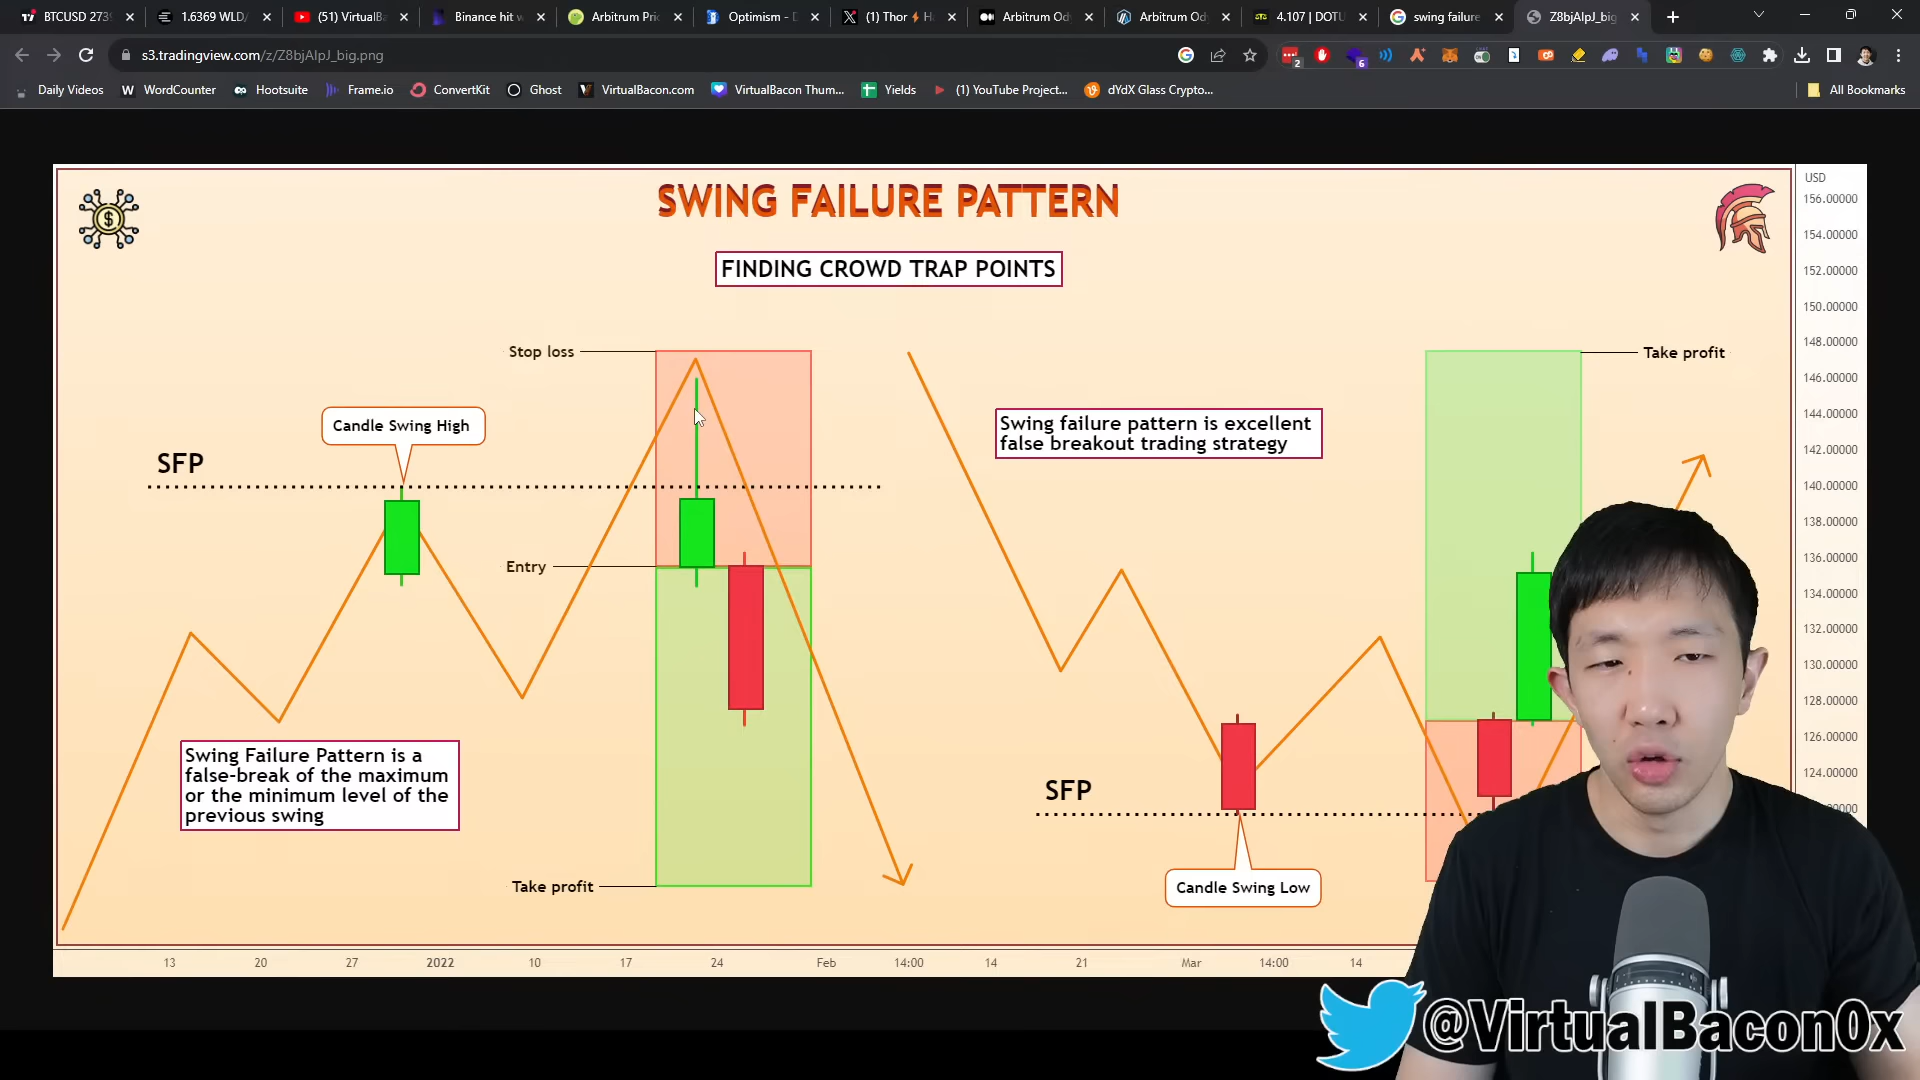 BTCUSD 273
1.6369 WLD/
(51) VirtualBa
Binance hit w
Arbitrum Pric
Optimism - D
(1) Thor
Arbitrum Ody
Arbitrum Od
4.107 | DOTU
swing failure
Z8bjAlpJ_big
s3.tradingview.com/z/Z8bjAlpJ_big.png
2
6
Daily Videos
WordCounter
Hootsuite
Frame.io
ConvertKit
Ghost
VirtualBacon.com
VirtualBacon Thum...
Yields
(1) YouTube Project...
dYdX Glass Crypto...
All Bookmarks
SWING FAILURE PATTERN
FINDING CROWD TRAP POINTS
Stop loss
Candle Swing High
SFP
Entry
Swing Failure Pattern is a
false-break of the maximum
or the minimum level of the
previous swing
Take profit
Swing failure pattern is excellent
false breakout trading strategy
Take profit
SFP
Candle Swing Low
USD
156.00000
154.00000
152.00000
150.00000
148.00000
146.00000
144.00000
142.00000
140.00000
138.00000
136.00000
134.00000
132.00000
130.00000
128.00000
126.00000
124.00000
13
20
27
2022
10
17
24
Feb
14:00
14
21
Mar
14:00
14
@VirtualBacon0x